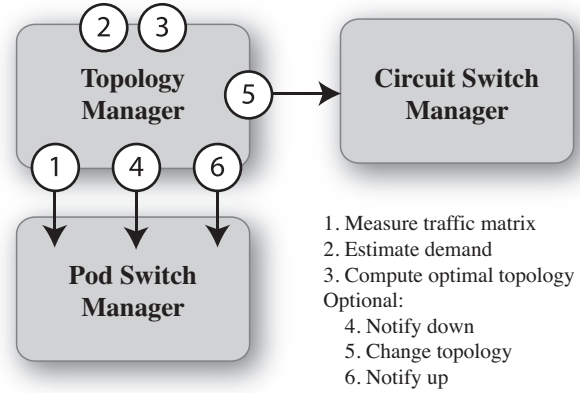 2 3
Topology
Manager
5
Circuit Switch
Manager
1 4 6
Pod Switch
Manager
1. Measure traffic matrix
2. Estimate demand
3. Compute optimal topology
Optional:
4. Notify down
5. Change topology
6. Notify up